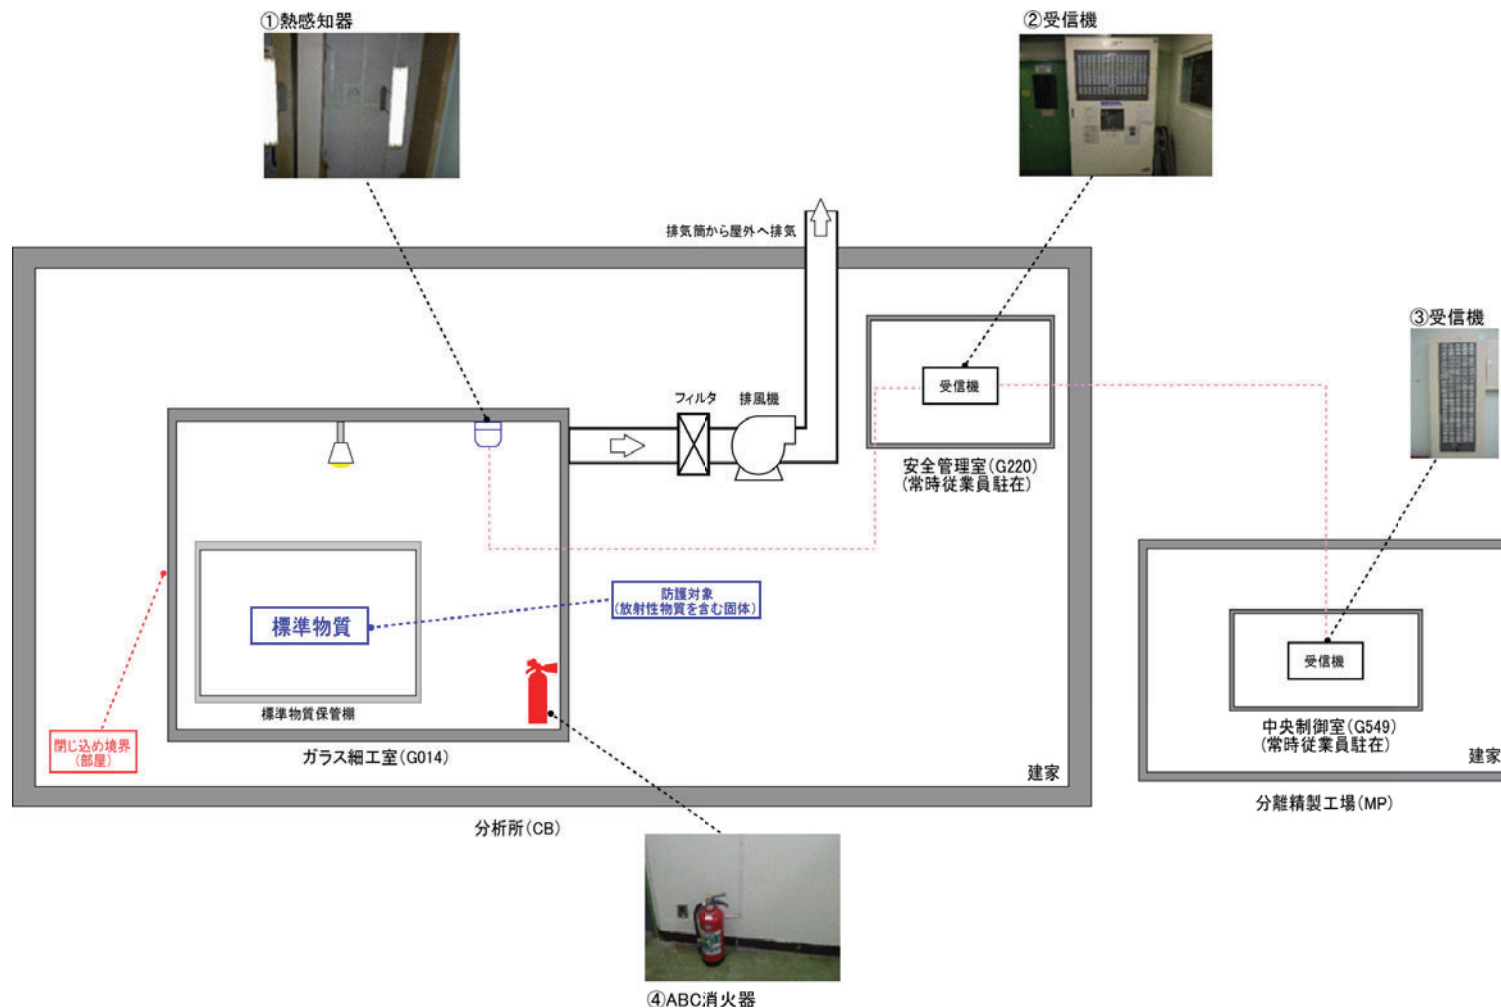 ①熱感知器
②受信機
排気筒から屋外へ排気
③受信機
フィルタ
排風機
受信機
安全管理室(G220)
(常時従業員駐在)
防護対象
(放射性物質を含む固体)
標準物質
標準物質保管棚
閉じ込め境界
(部屋)
ガラス細工室(G014)
建家
分析所(CB)
受信機
中央制御室(G549)
(常時従業員駐在)
建家
分離精製工場(MP)
④ABC消火器